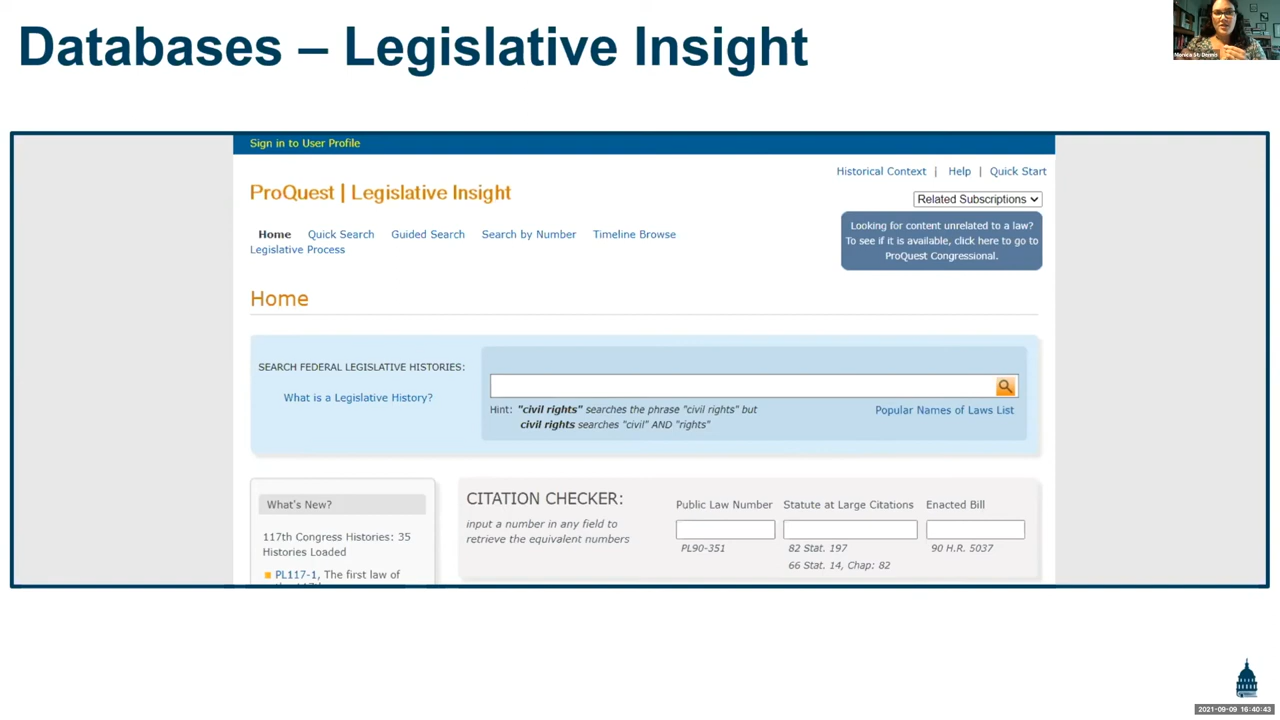 Databases – Legislative Insight
Monica St. Dennis
Sign in to User Profile
Historical Context | Help | Quick Start
ProQuest | Legislative Insight
Related Subscriptions
Home Quick Search Guided Search Search by Number Timeline Browse
Legislative Process
Looking for content unrelated to a law?
To see if it is available, click here to go to
ProQuest Congressional.
Home
SEARCH FEDERAL LEGISLATIVE HISTORIES:
What is a Legislative History?
Hint: "civil rights" searches the phrase "civil rights" but
civil rights searches "civil" AND "rights"
Popular Names of Laws List
What's New?
117th Congress Histories: 35
Histories Loaded
PL117-1, The first law of
CITATION CHECKER:
input a number in any field to
retrieve the equivalent numbers
Public Law Number
PL90-351
Statute at Large Citations
82 Stat. 197
66 Stat. 14, Chap: 82
Enacted Bill
90 H.R. 5037
2021-09-09 16:40:43